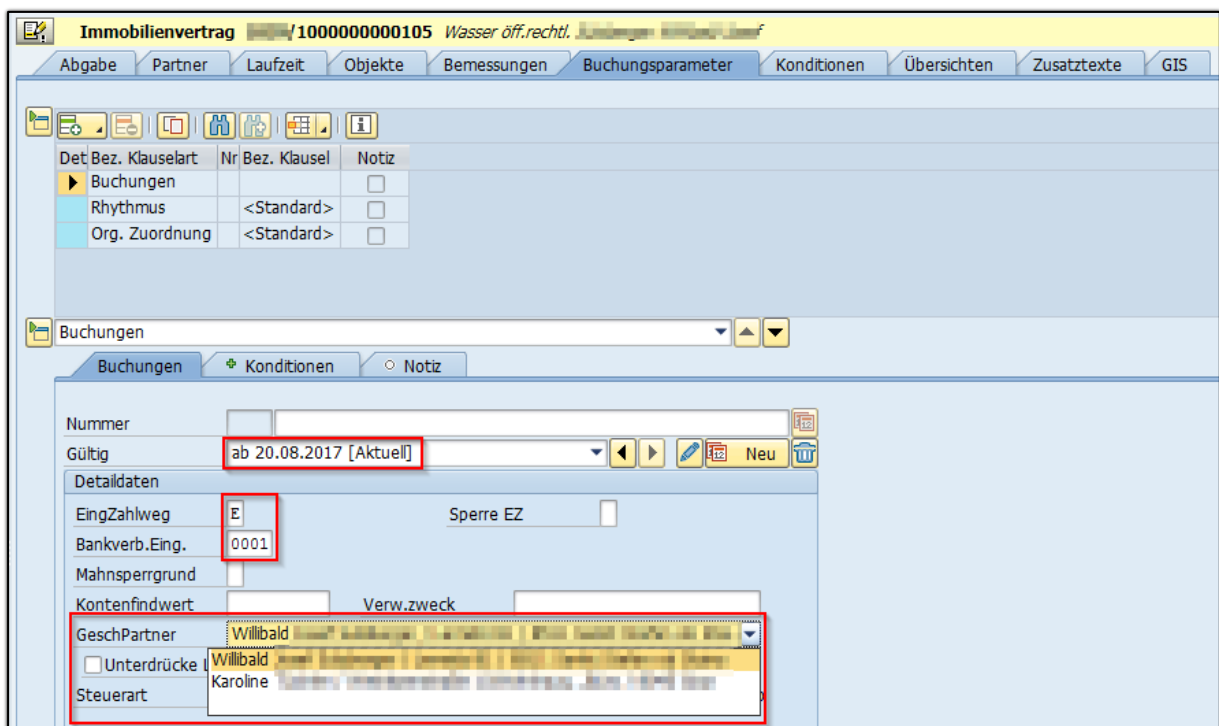 Immobilienvertrag /1000000000105 Wasser öff.rechtl.
Abgabe Partner Laufzeit Objekte Bemessungen Buchungsparameter Konditionen Übersichten Zusatztexte GIS
Det Bez. Klauselart Nr Bez. Klausel Notiz
Buchungen
Rhythmus <Standard>
Org. Zuordnung <Standard>
Buchungen
Buchungen Konditionen Notiz
Nummer
Gültig ab 20.08.2017 [Aktuell] Neu
Detaildaten
EingZahlweg E Sperre EZ
Bankverb.Eing. 0001
Mahnsperrgrund
Kontenfindwert Verw.zweck
GeschPartner Willibald
Unterdrücke Willibald
Karoline
Steuerart